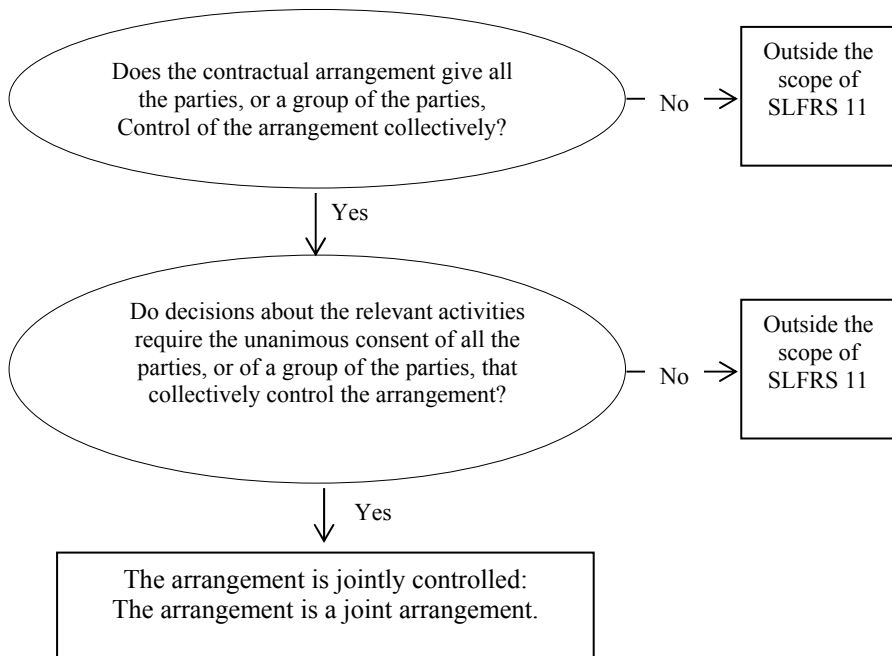 Does the contractual arrangement give all
the parties, or a group of the parties,
Control of the arrangement collectively?
No
Outside the
scope of
SLFRS 11
Yes
Do decisions about the relevant activities
require the unanimous consent of all the
parties, or of a group of the parties, that
collectively control the arrangement?
No
Outside the
scope of
SLFRS 11
Yes
The arrangement is jointly controlled:
The arrangement is a joint arrangement.